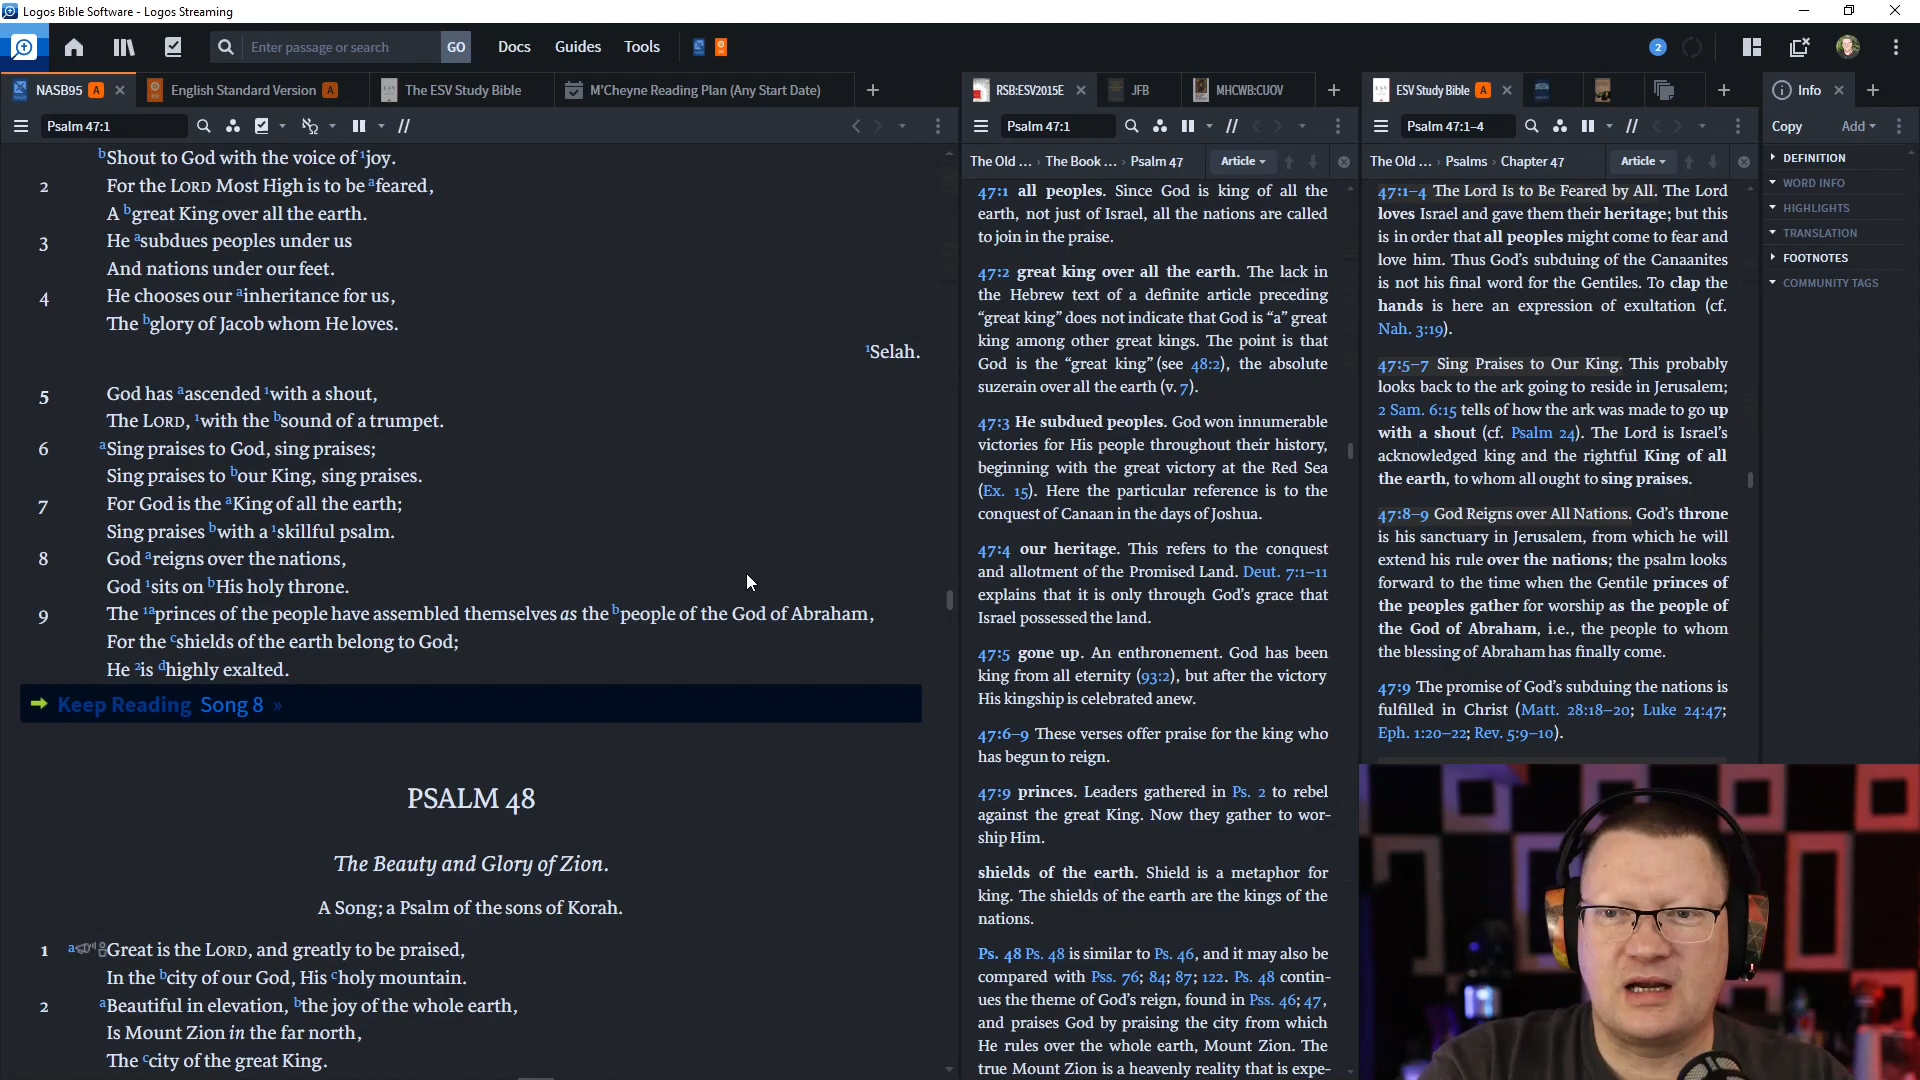 Logos Bible Software - Logos Streaming
Enter passage or search
GO
Docs
Guides
Tools
2
NASB95 A
English Standard Version A
The ESV Study Bible
M'Cheyne Reading Plan (Any Start Date)
Psalm 47:1
bShout to God with the voice of 1joy.
2 For the LORD Most High is to be afeared,
A bgreat King over all the earth.
3 He asubdues peoples under us
And nations under our feet.
4 He chooses our ainheritance for us,
The bglory of Jacob whom He loves.
1Selah.
5 God has aascended 1with a shout,
The LORD, 1with the bsound of a trumpet.
6 aSing praises to God, sing praises;
Sing praises to bour King, sing praises.
7 For God is the aKing of all the earth;
Sing praises bwith a 1skillful psalm.
8 God areigns over the nations,
God 1sits on bHis holy throne.
9 The 1aprinces of the people have assembled themselves as the bpeople of the God of Abraham,
For the cshields of the earth belong to God;
He 2is dhighly exalted.
Keep Reading Song 8 »
PSALM 48
The Beauty and Glory of Zion.
A Song; a Psalm of the sons of Korah.
1 aGreat is the LORD, and greatly to be praised,
In the bcity of our God, His choly mountain.
2 aBeautiful in elevation, bthe joy of the whole earth,
Is Mount Zion in the far north,
The ccity of the great King.
RSB:ESV2015E
JFB
MHCWB:CUOV
Psalm 47:1
The Old ... › The Book ... › Psalm 47
Article
47:1 all peoples. Since God is king of all the
earth, not just of Israel, all the nations are called
to join in the praise.
47:2 great king over all the earth. The lack in
the Hebrew text of a definite article preceding
“great king” does not indicate that God is “a” great
king among other great kings. The point is that
God is the “great king” (see 48:2), the absolute
suzerain over all the earth (v. 7).
47:3 He subdued peoples. God won innumerable
victories for His people throughout their history,
beginning with the great victory at the Red Sea
(Ex. 15). Here the particular reference is to the
conquest of Canaan in the days of Joshua.
47:4 our heritage. This refers to the conquest
and allotment of the Promised Land. Deut. 7:1–11
explains that it is only through God’s grace that
Israel possessed the land.
47:5 gone up. An enthronement. God has been
king from all eternity (93:2), but after the victory
His kingship is celebrated anew.
47:6–9 These verses offer praise for the king who
has begun to reign.
47:9 princes. Leaders gathered in Ps. 2 to rebel
against the great King. Now they gather to wor-
ship Him.
shields of the earth. Shield is a metaphor for
king. The shields of the earth are the kings of the
nations.
Ps. 48 Ps. 48 is similar to Ps. 46, and it may also be
compared with Pss. 76; 84; 87; 122. Ps. 48 contin-
ues the theme of God’s reign, found in Pss. 46; 47,
and praises God by praising the city from which
He rules over the whole earth, Mount Zion. The
true Mount Zion is a heavenly reality that is expe-
ESV Study Bible A
Psalm 47:1–4
The Old ... › Psalms › Chapter 47
Article
47:1–4 The Lord Is to Be Feared by All. The Lord
loves Israel and gave them their heritage; but this
is in order that all peoples might come to fear and
love him. Thus God’s subduing of the Canaanites
is not his final word for the Gentiles. To clap the
hands is here an expression of exultation (cf.
Nah. 3:19).
47:5–7 Sing Praises to Our King. This probably
looks back to the ark going to reside in Jerusalem;
2 Sam. 6:15 tells of how the ark was made to go up
with a shout (cf. Psalm 24). The Lord is Israel’s
acknowledged king and the rightful King of all
the earth, to whom all ought to sing praises.
47:8–9 God Reigns over All Nations. God’s throne
is his sanctuary in Jerusalem, from which he will
extend his rule over the nations; the psalm looks
forward to the time when the Gentile princes of
the peoples gather for worship as the people of
the God of Abraham, i.e., the people to whom
the blessing of Abraham has finally come.
47:9 The promise of God’s subduing the nations is
fulfilled in Christ (Matt. 28:18–20; Luke 24:47;
Eph. 1:20–22; Rev. 5:9–10).
Info
Copy
Add
DEFINITION
WORD INFO
HIGHLIGHTS
TRANSLATION
FOOTNOTES
COMMUNITY TAGS